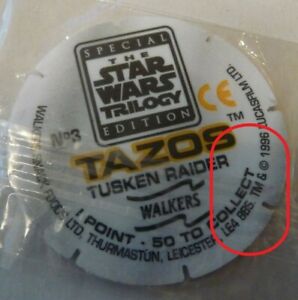 SPECIAL
THE
STAR
WARS
TRILOGY
EDITION
Nº3
CE
TAZOS™
TUSKEN RAIDER
WALKERS
1 POINT - 50 TO COLLECT
WALKERS SNACK FOODS LTD. THURMASTON, LEICESTER LE4 8BS. TM & © 1996 LUCASFILM LTD.